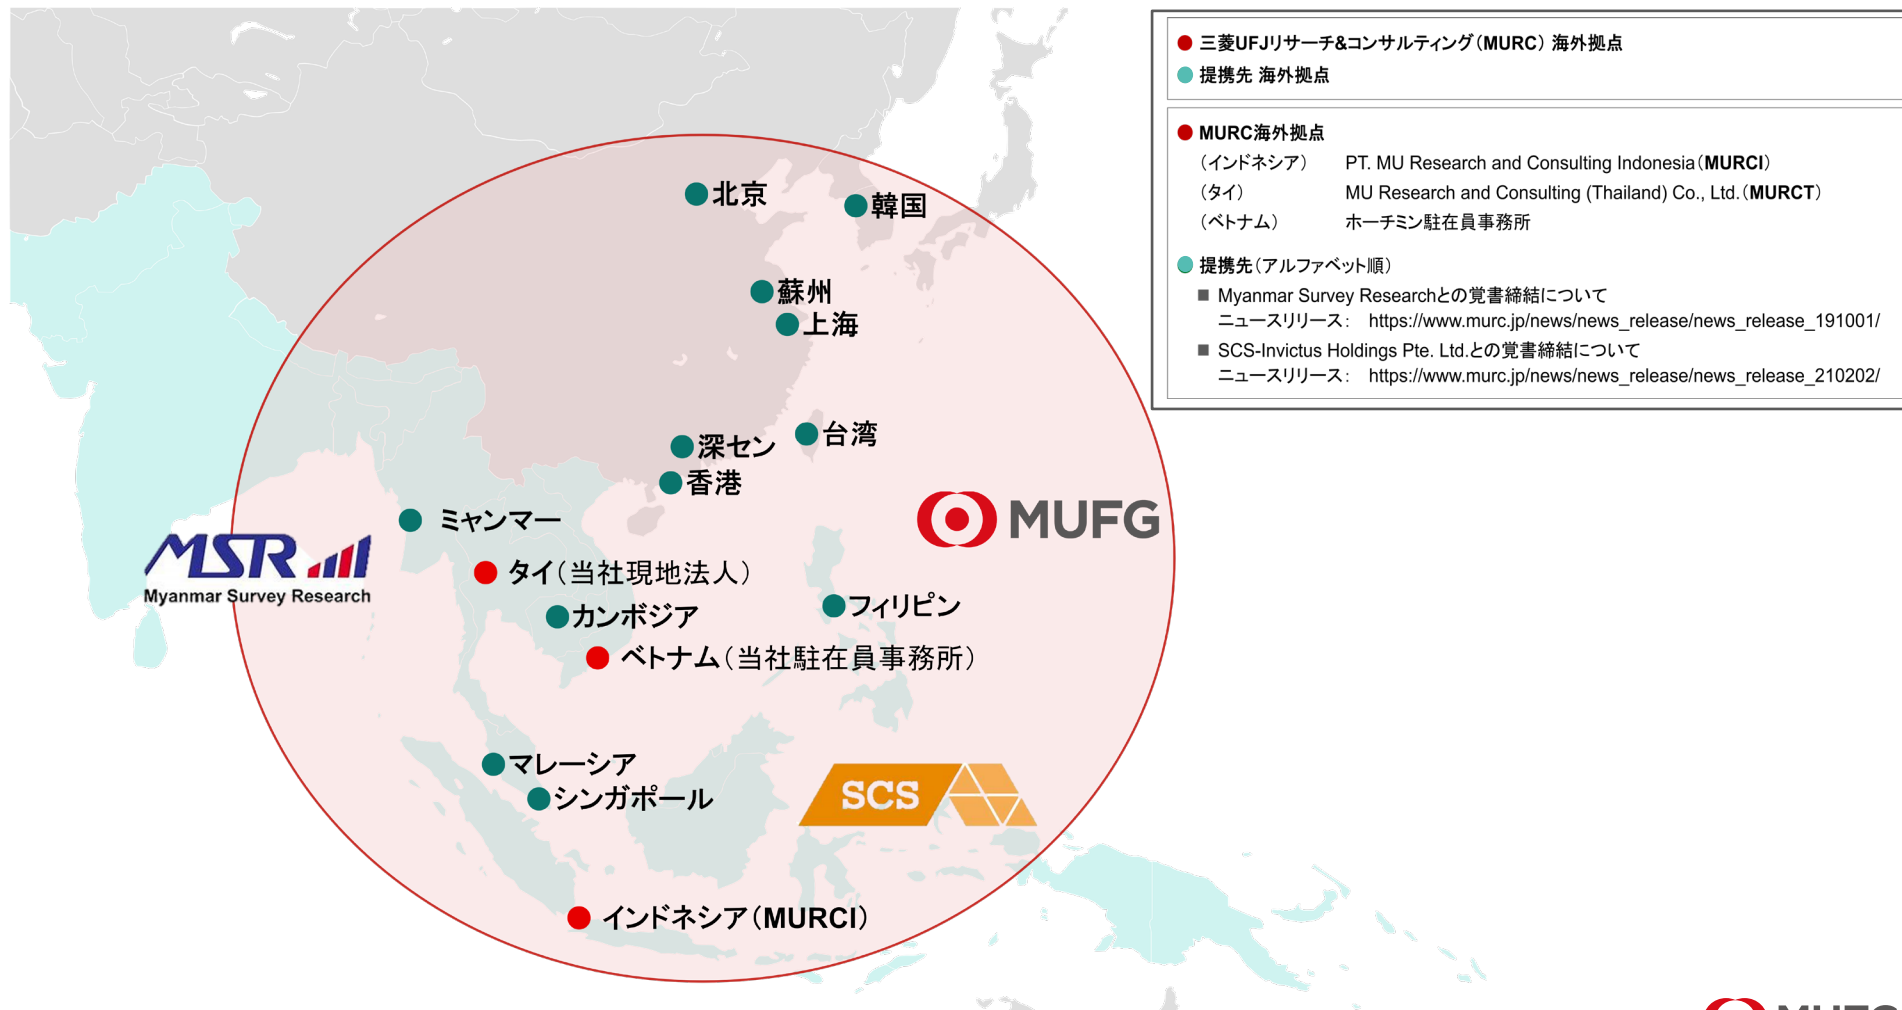 三菱UFJリサーチ&コンサルティング（MURC） 海外拠点
提携先 海外拠点
MURC海外拠点
（インドネシア） PT. MU Research and Consulting Indonesia（MURCI）
（タイ） MU Research and Consulting (Thailand) Co., Ltd.（MURCT）
（ベトナム） ホーチミン駐在員事務所
提携先（アルファベット順）
■ Myanmar Survey Researchとの覚書締結について
ニュースリリース： https://www.murc.jp/news/news_release/news_release_191001/
■ SCS-Invictus Holdings Pte. Ltd.との覚書締結について
ニュースリリース： https://www.murc.jp/news/news_release/news_release_210202/
北京
韓国
蘇州
上海
台湾
深セン
香港
MUFG
ミャンマー
MSR
Myanmar Survey Research
タイ（当社現地法人）
カンボジア
フィリピン
ベトナム（当社駐在員事務所）
マレーシア
シンガポール
SCS
インドネシア（MURCI）
MUFG